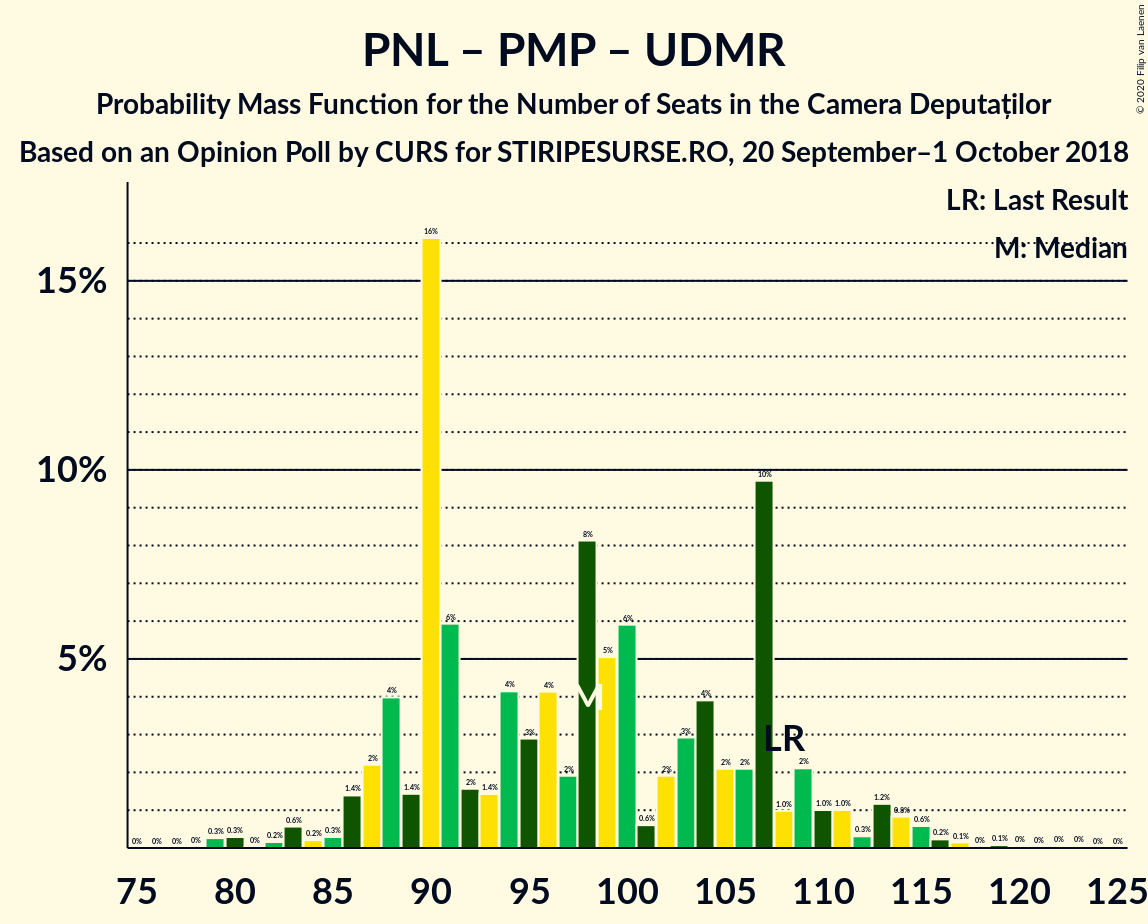 PNL – PMP – UDMR
Probability Mass Function for the Number of Seats in the Camera Deputaților
Based on an Opinion Poll by CURS for STIRIPESURSE.RO, 20 September–1 October 2018
© 2020 Filip van Laenen
LR: Last Result
M: Median
15%
10%
5%
0% 0% 0% 0% 0.3% 0.3% 0% 0.2% 0.6% 0.2% 0.3% 1.4% 2% 4% 1.4% 16% 6% 2% 1.4% 4% 3% 4% 2% 8% 5% 6% 0.6% 2% 3% 4% 2% 2% 10% 1.0% 2% 1.0% 1.0% 0.3% 1.2% 0.8% 0.6% 0.2% 0.1% 0% 0.1% 0% 0% 0% 0% 0% 0%
M
LR
75 80 85 90 95 100 105 110 115 120 125